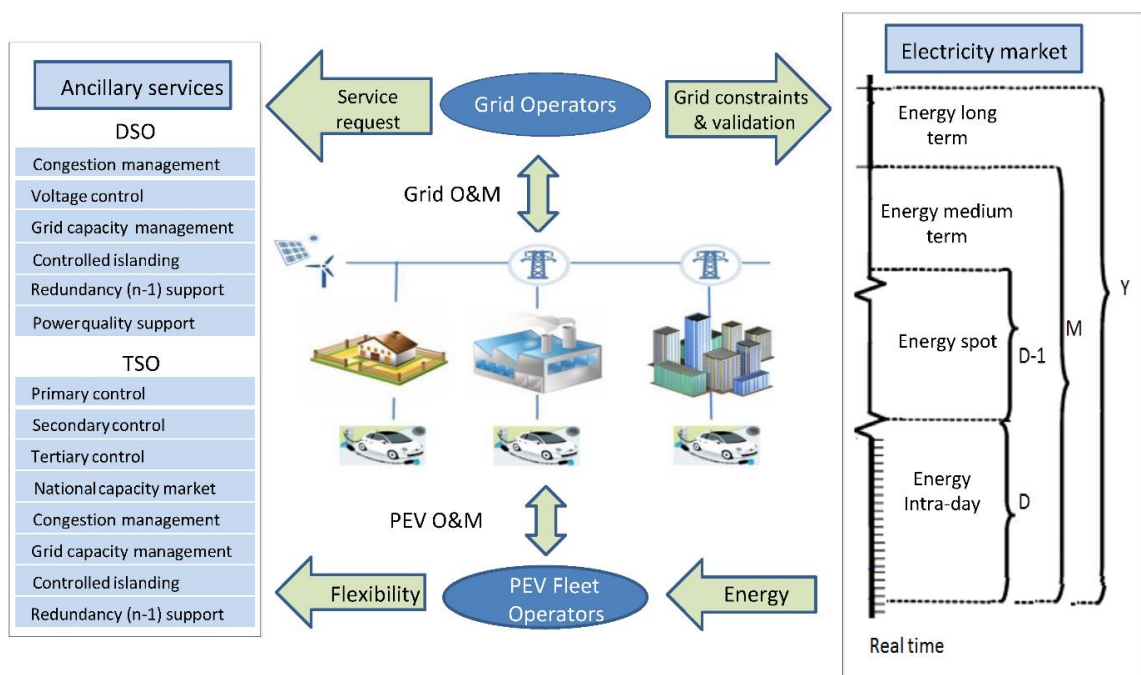 Ancillary services
DSO
Congestion management
Voltage control
Grid capacity management
Controlled islanding
Redundancy (n-1) support
Power quality support
TSO
Primary control
Secondary control
Tertiary control
National capacity market
Congestion management
Grid capacity management
Controlled islanding
Redundancy (n-1) support
Service
request
Grid Operators
Grid constraints
& validation
Grid O&M
PEV O&M
Flexibility
PEV Fleet
Operators
Energy
Electricity market
Energy long
term
Energy medium
term
Energy spot
D-1
M
Y
Energy
Intra-day
D
Real time